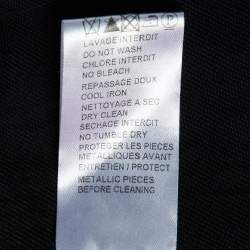 LAVAGE INTERDIT
DO NOT WASH
CHLORE INTERDIT
NO BLEACH
REPASSAGE DOUX
COOL IRON
NETTOYAGE A SEC
DRY CLEAN
SECHAGE INTERDIT
NO TUMBLE DRY
PROTEGER LES PIECES
METALLIQUES AVANT
ENTRETIEN / PROTECT
METALLIC PIECES
BEFORE CLEANING